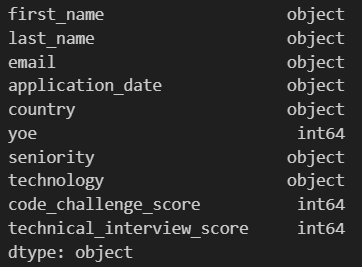 first_name object
last_name object
email object
application_date object
country object
yoe int64
seniority object
technology object
code_challenge_score int64
technical_interview_score int64
dtype: object